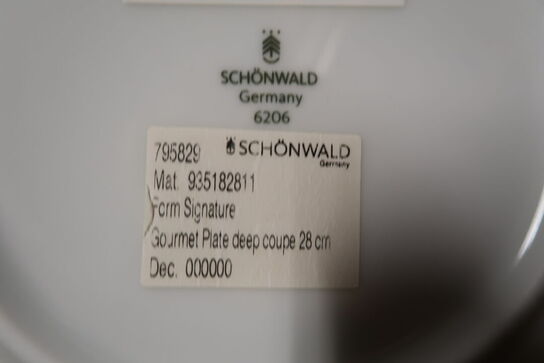 SCHÖNWALD
Germany
6206
795829 SCHÖNWALD
Germany
Mat. 935182811
Form Signature
Gourmet Plate deep coupe 28 cm
Dec. 000000